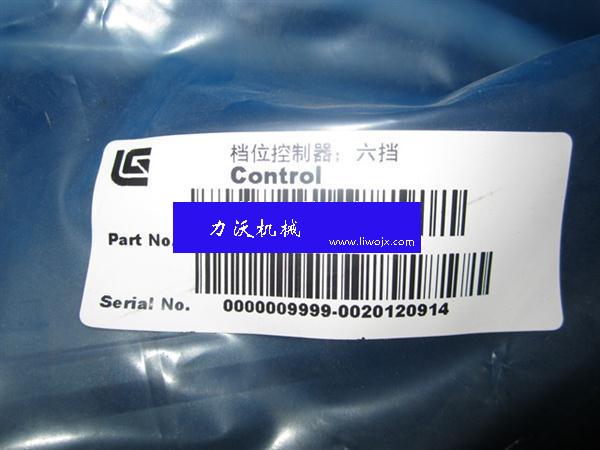 LG
档位控制器；六挡
Control
Part No.
力沃机械
www.liwojx.com
Serial No.
0000009999-0020120914